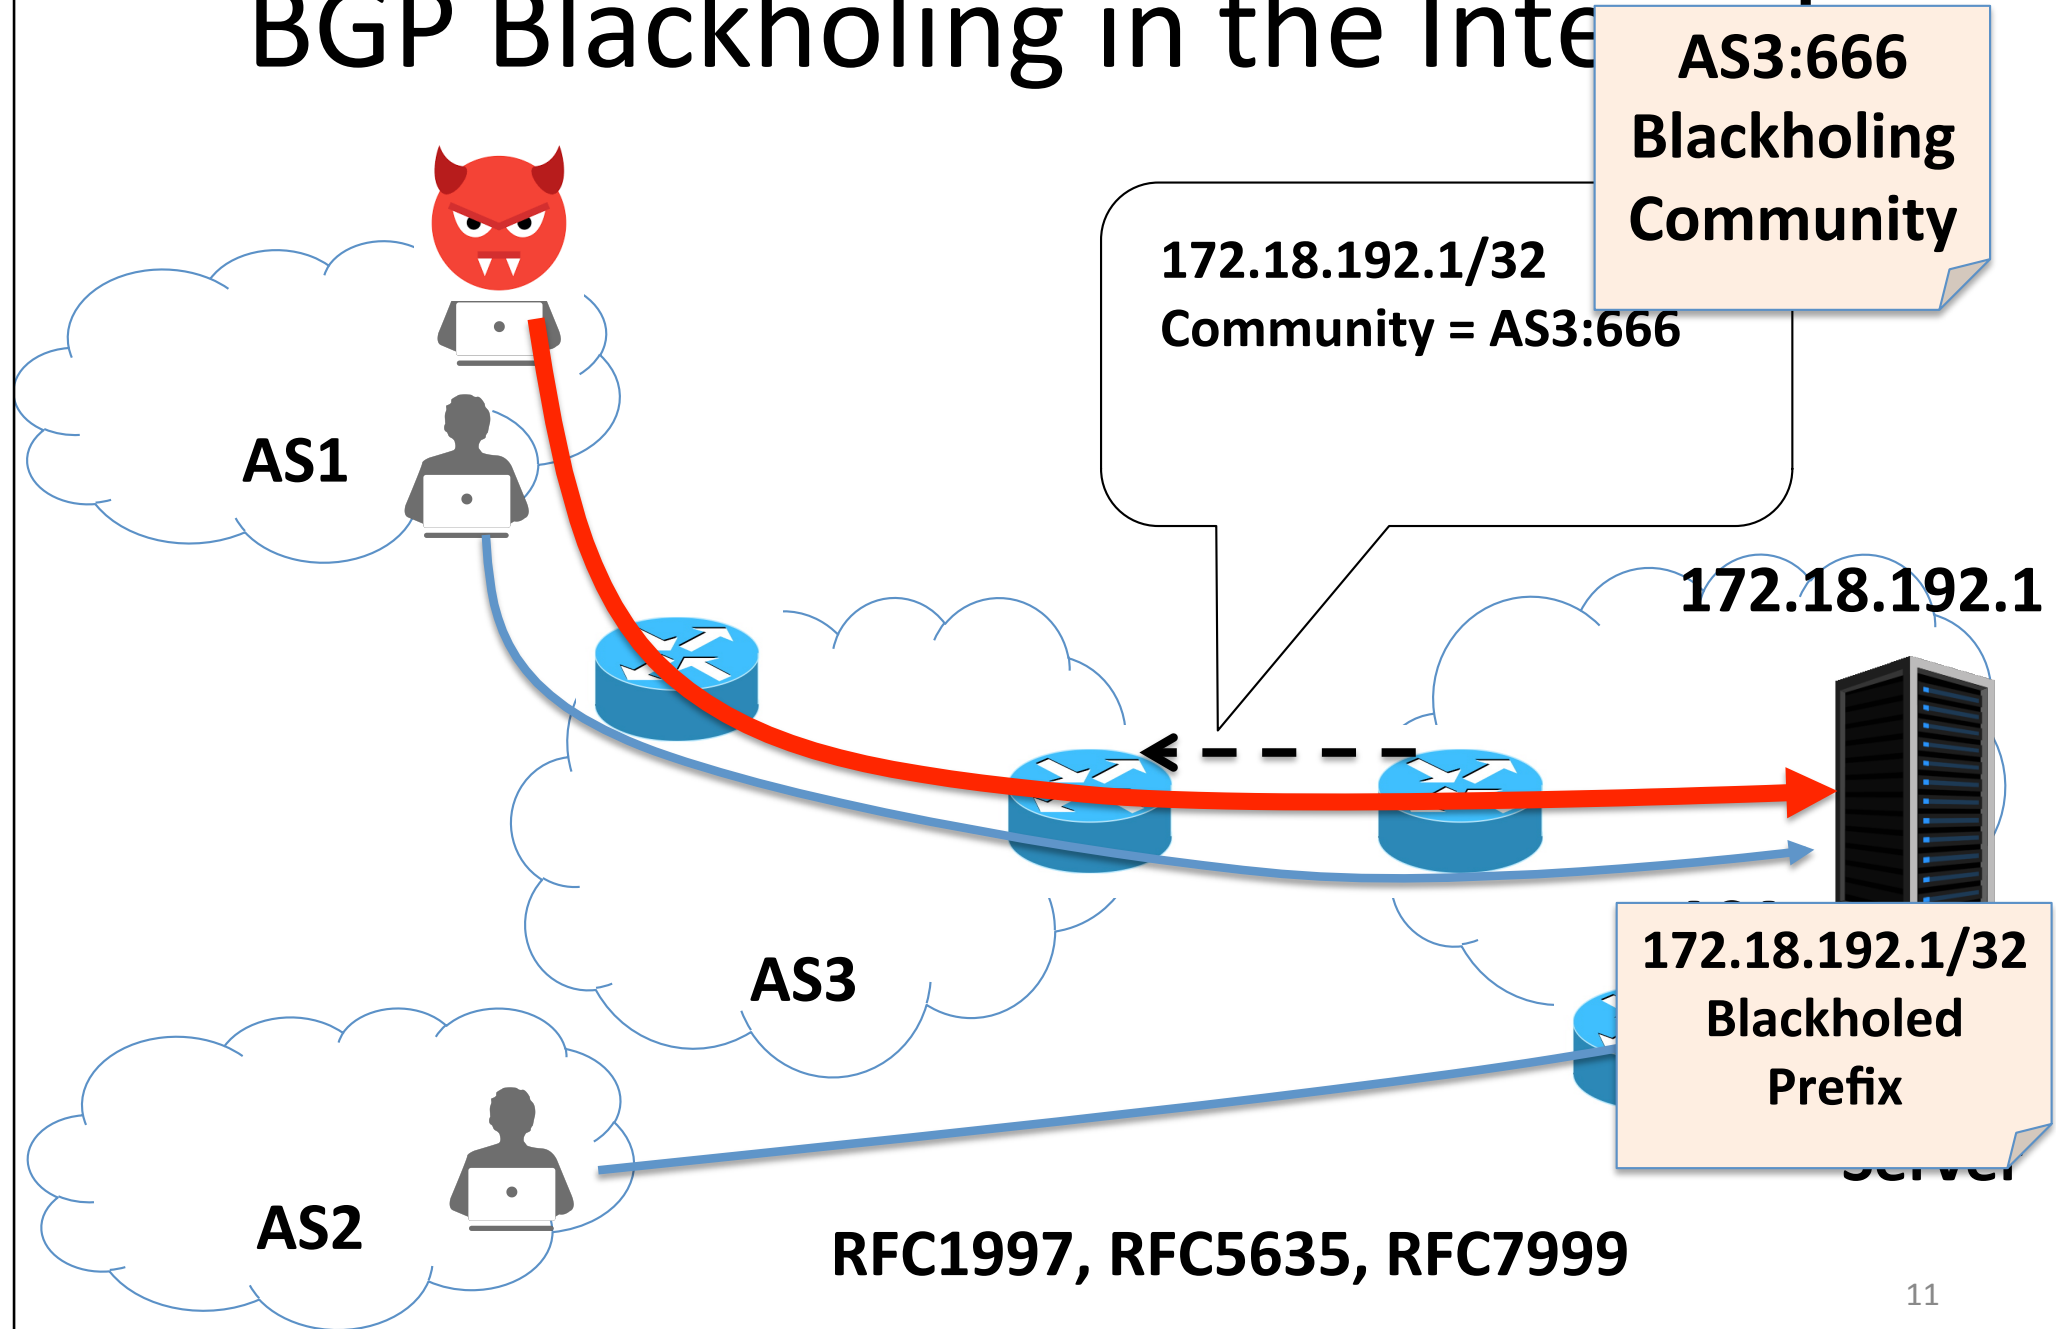 BGP Blackholing in the
AS3:666
Blackholing
Community
172.18.192.1/32
Community = AS3:666
AS1
172.18.192.1
AS3
172.18.192.1/32
Blackholed
Prefix
AS2
RFC1997, RFC5635, RFC7999
11